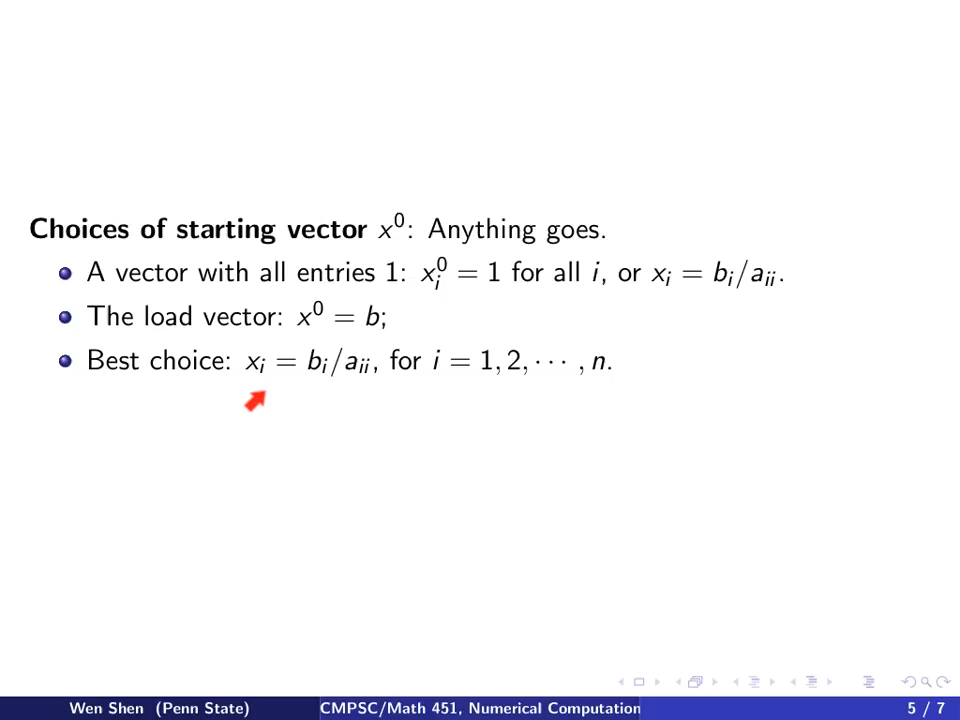 Choices of starting vector x⁰: Anything goes.
A vector with all entries 1: xᵢ⁰ = 1 for all i, or xᵢ = bᵢ/aᵢᵢ.
The load vector: x⁰ = b;
Best choice: xᵢ = bᵢ/aᵢᵢ, for i = 1, 2, ··· , n.
Wen Shen (Penn State) CMPSC/Math 451, Numerical Computation 5 / 7